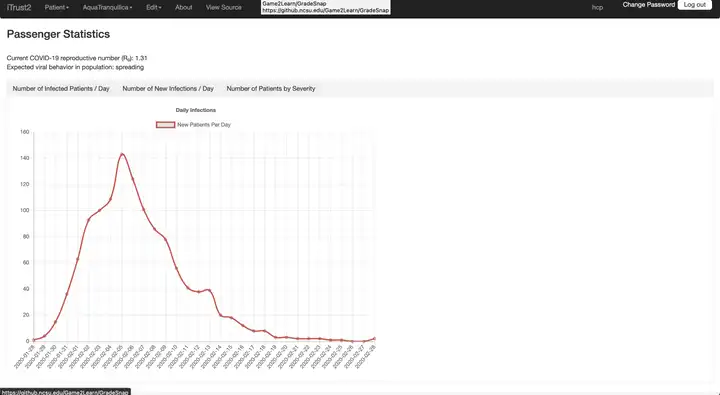 iTrust2
Patient
AquaTranquilica
Edit
About
View Source
Game2Learn/GradeSnap
https://github.ncsu.edu/Game2Learn/GradeSnap
hcp
Change Password
Log out
Passenger Statistics
Current COVID-19 reproductive number (R₀): 1.31
Expected viral behavior in population: spreading
Number of Infected Patients / Day
Number of New Infections / Day
Number of Patients by Severity
Daily Infections
New Patients Per Day
160
140
120
100
80
60
40
20
0
2020-01-28
2020-01-29
2020-01-30
2020-01-31
2020-02-01
2020-02-02
2020-02-03
2020-02-04
2020-02-05
2020-02-06
2020-02-07
2020-02-08
2020-02-09
2020-02-10
2020-02-11
2020-02-12
2020-02-13
2020-02-14
2020-02-15
2020-02-16
2020-02-17
2020-02-18
2020-02-19
2020-02-20
2020-02-21
2020-02-22
2020-02-23
2020-02-24
2020-02-25
2020-02-26
2020-02-27
2020-02-28
https://github.ncsu.edu/Game2Learn/GradeSnap